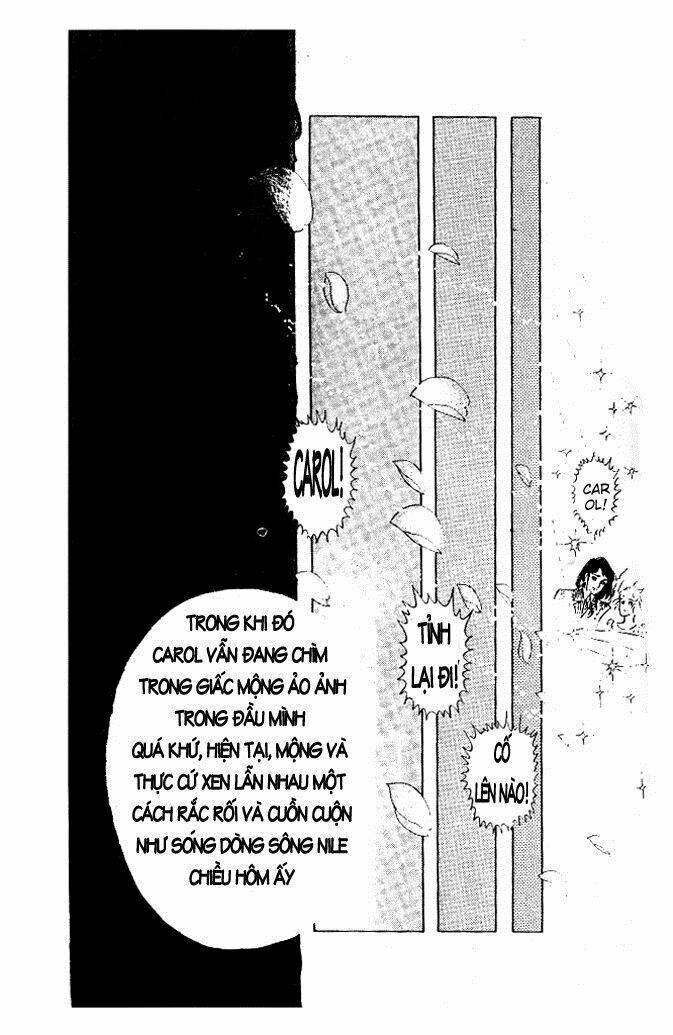 CAR
OL!
CỐ
LÊN NÀO!
TỈNH
LẠI ĐI!
CAROL!
TRONG KHI ĐÓ
CAROL VẪN ĐANG CHÌM
TRONG GIẤC MỘNG ẢO ẢNH
TRONG ĐẦU MÌNH
QUÁ KHỨ, HIỆN TẠI, MỘNG VÀ
THỰC CỨ XEN LẪN NHAU MỘT
CÁCH RẮC RỐI VÀ CUỒN CUỘN
NHƯ SÓNG DÒNG SÔNG NILE
CHIỀU HÔM ẤY